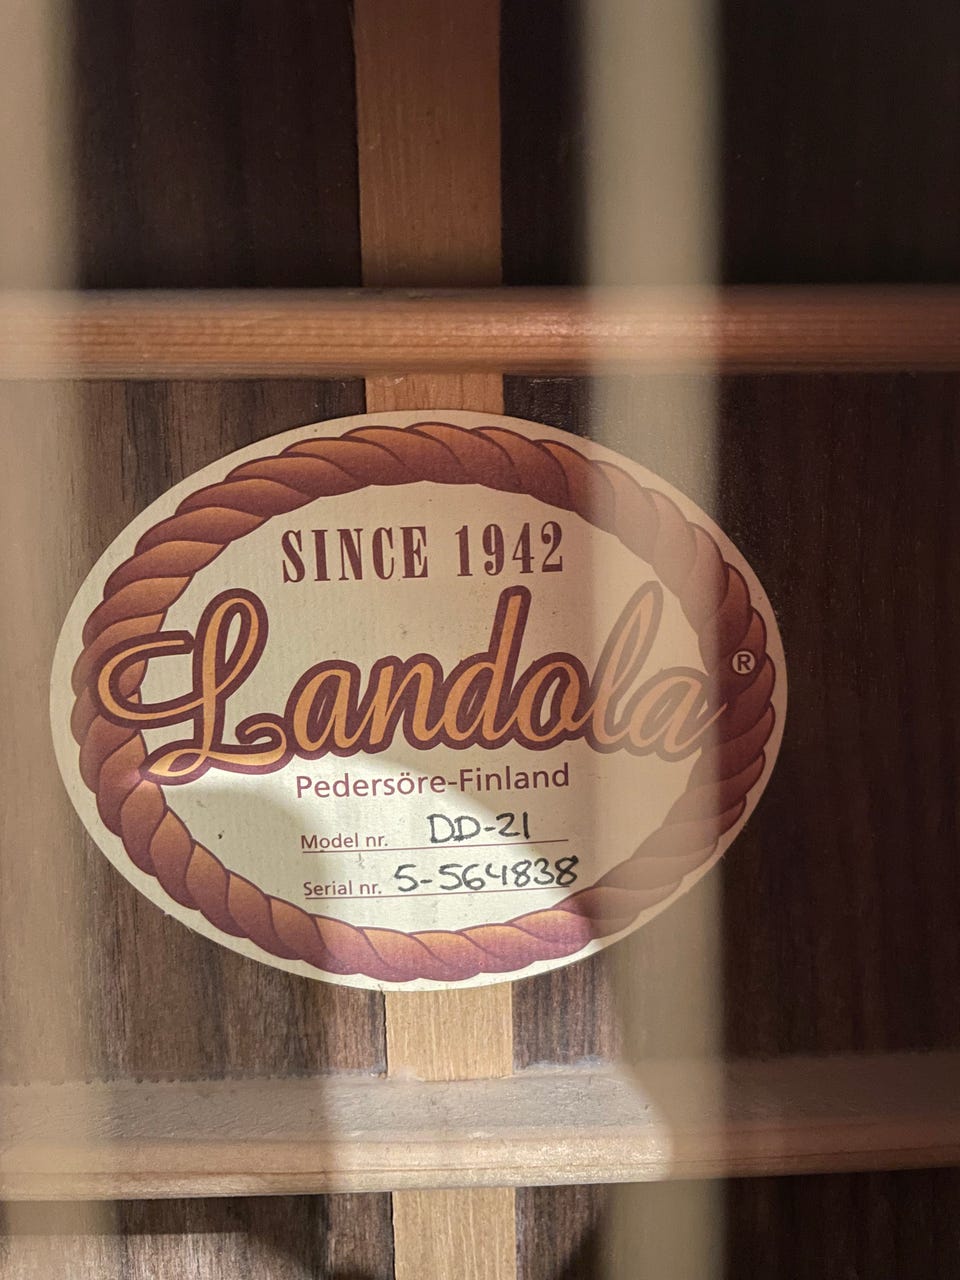 SINCE 1942
Landola®
Pedersöre-Finland
Model nr. DD-21
Serial nr. 5-564838